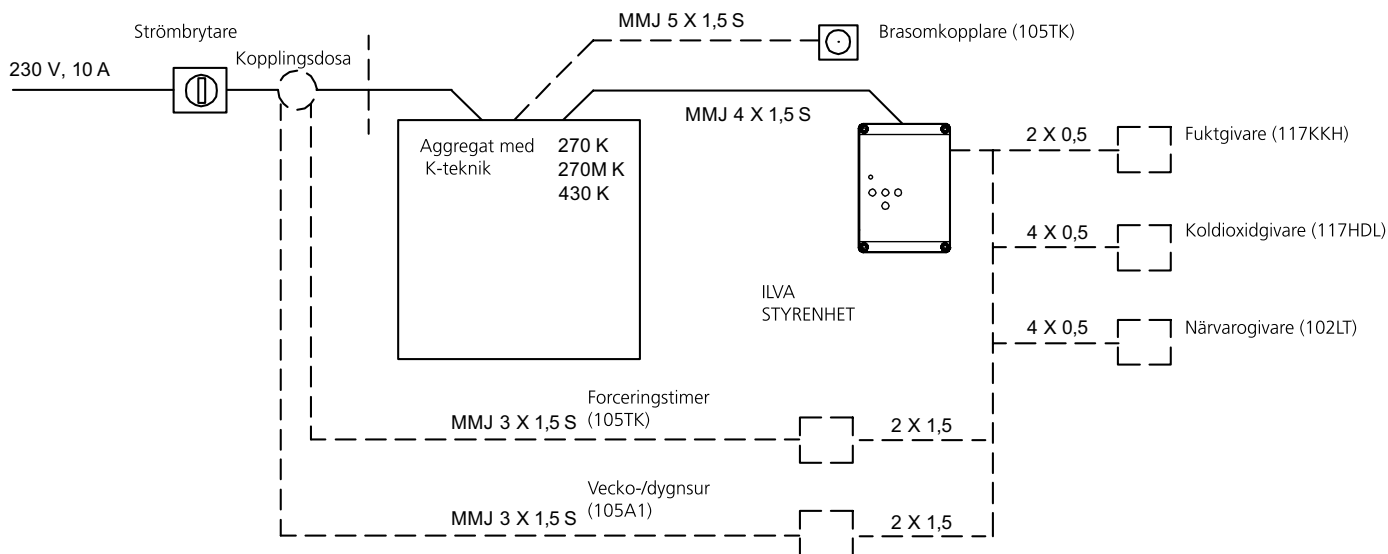 MMJ 5 X 1,5 S
Strömbrytare
Brasomkopplare (105TK)
Kopplingsdosa
230 V, 10 A
MMJ 4 X 1,5 S
2 X 0,5
Fuktgivare (117KKH)
Aggregat med
K-teknik
270 K
270M K
430 K
4 X 0,5
Koldioxidgivare (117HDL)
ILVA
STYRENHET
4 X 0,5
Närvarogivare (102LT)
Forceringstimer
(105TK)
MMJ 3 X 1,5 S
2 X 1,5
Vecko-/dygnsur
(105A1)
MMJ 3 X 1,5 S
2 X 1,5